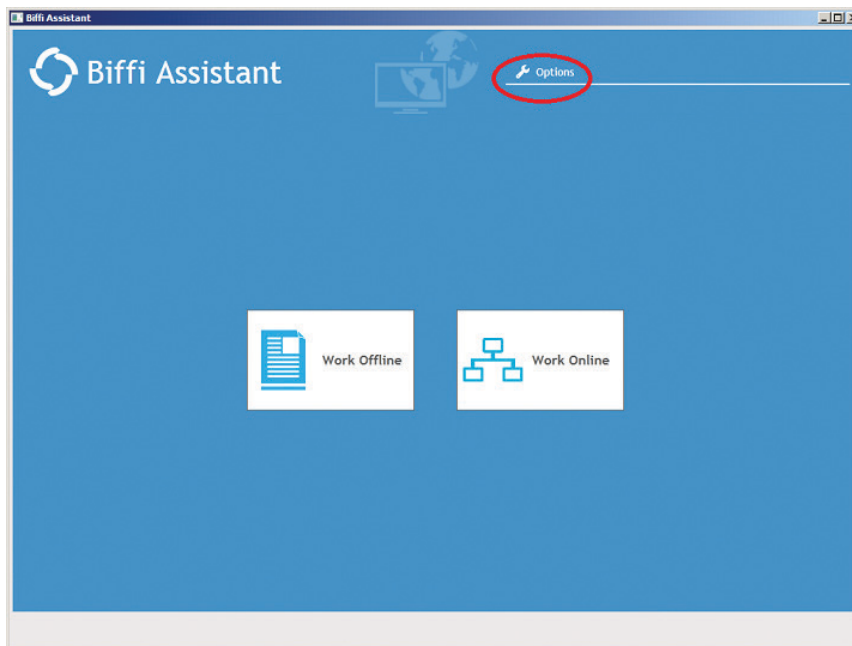 Biffi Assistant
Biffi Assistant
Options
Work Offline
Work Online